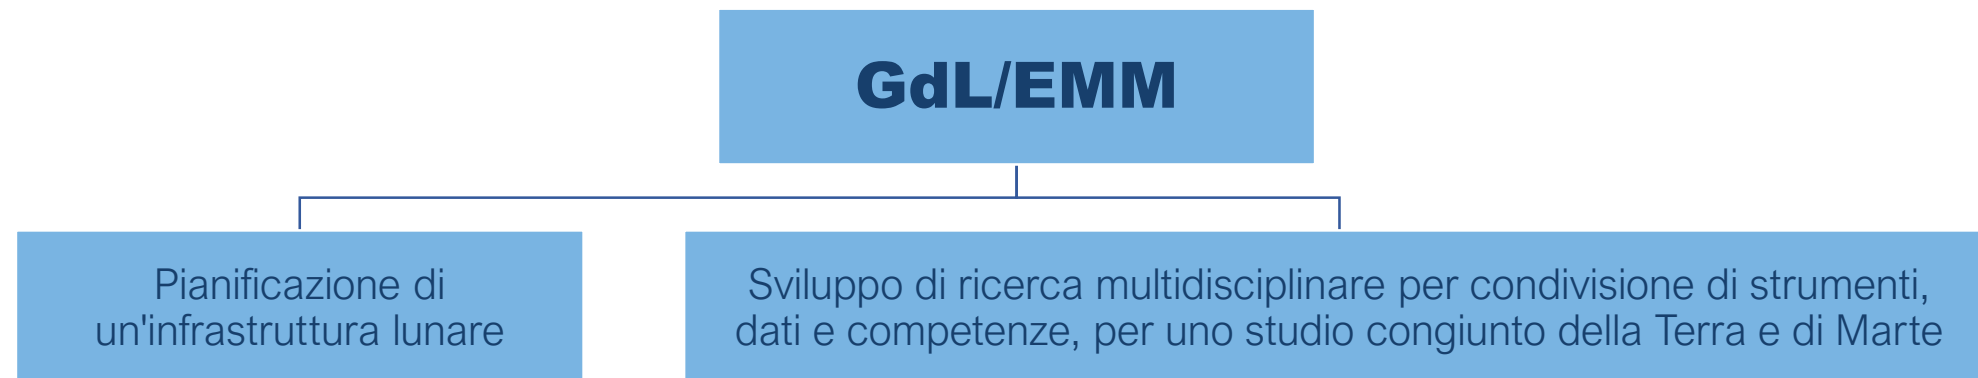 GdL/EMM
Pianificazione di
un'infrastruttura lunare
Sviluppo di ricerca multidisciplinare per condivisione di strumenti,
dati e competenze, per uno studio congiunto della Terra e di Marte